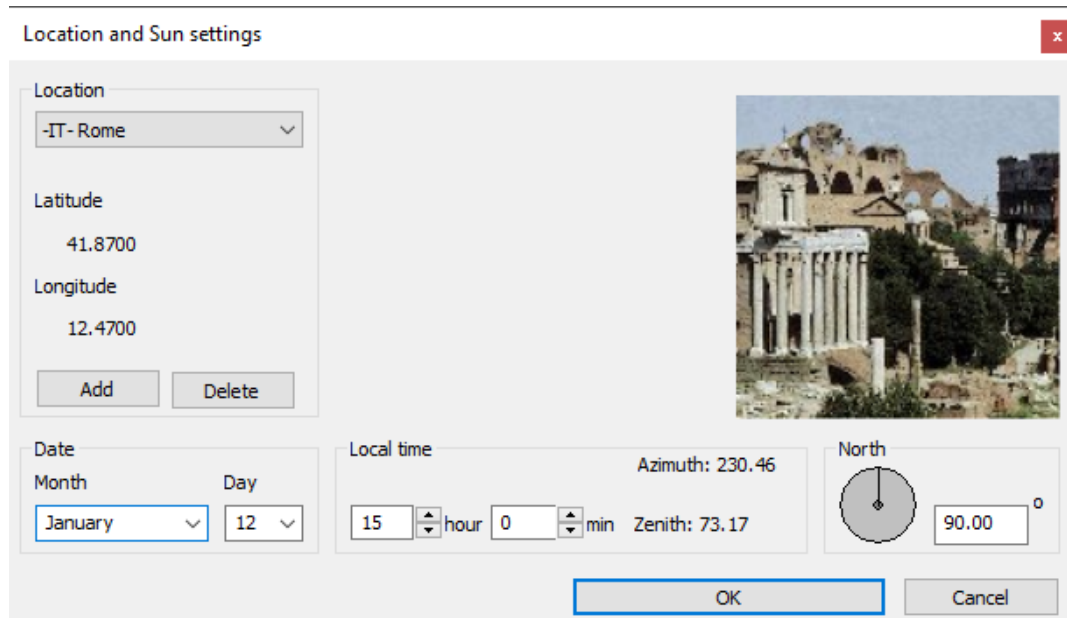 Location and Sun settings
x
Location
-IT- Rome
Latitude
41.8700
Longitude
12.4700
Add
Delete
Date
Month
Day
January
12
Local time
Azimuth: 230.46
15
hour
0
min
Zenith: 73.17
North
90.00
o
OK
Cancel